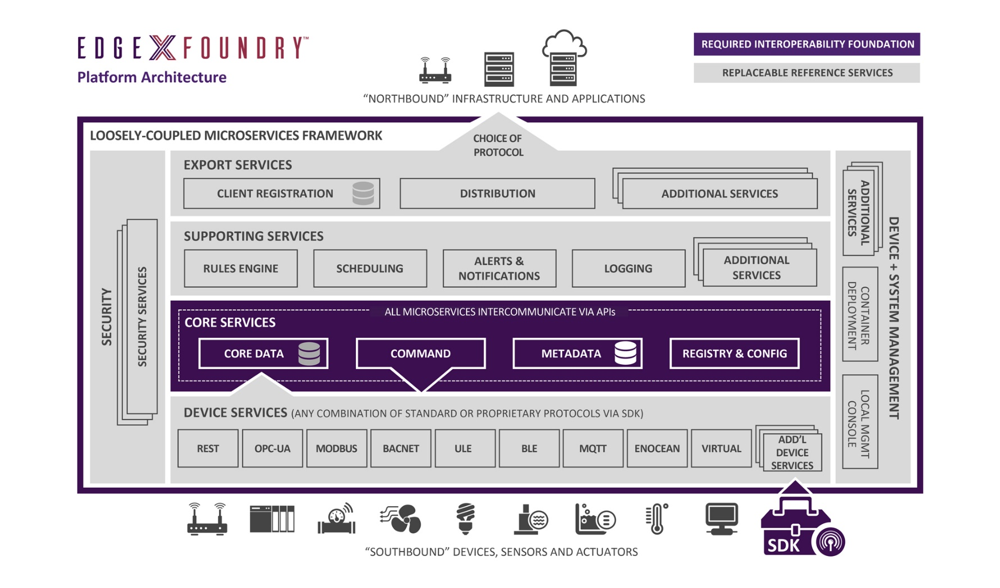 EDGE X FOUNDRY™
Platform Architecture
REQUIRED INTEROPERABILITY FOUNDATION
REPLACEABLE REFERENCE SERVICES
“NORTHBOUND” INFRASTRUCTURE AND APPLICATIONS
LOOSELY-COUPLED MICROSERVICES FRAMEWORK
CHOICE OF
PROTOCOL
SECURITY
SECURITY SERVICES
EXPORT SERVICES
CLIENT REGISTRATION
DISTRIBUTION
ADDITIONAL SERVICES
SUPPORTING SERVICES
RULES ENGINE
SCHEDULING
ALERTS &
NOTIFICATIONS
LOGGING
ADDITIONAL
SERVICES
ALL MICROSERVICES INTERCOMMUNICATE VIA APIs
CORE SERVICES
CORE DATA
COMMAND
METADATA
REGISTRY & CONFIG
DEVICE SERVICES (ANY COMBINATION OF STANDARD OR PROPRIETARY PROTOCOLS VIA SDK)
REST
OPC-UA
MODBUS
BACNET
ULE
BLE
MQTT
ENOCEAN
VIRTUAL
ADD’L
DEVICE
SERVICES
DEVICE + SYSTEM MANAGEMENT
ADDITIONAL
SERVICES
CONTAINER
DEPLOYMENT
LOCAL MGMT
CONSOLE
SDK
“SOUTHBOUND” DEVICES, SENSORS AND ACTUATORS